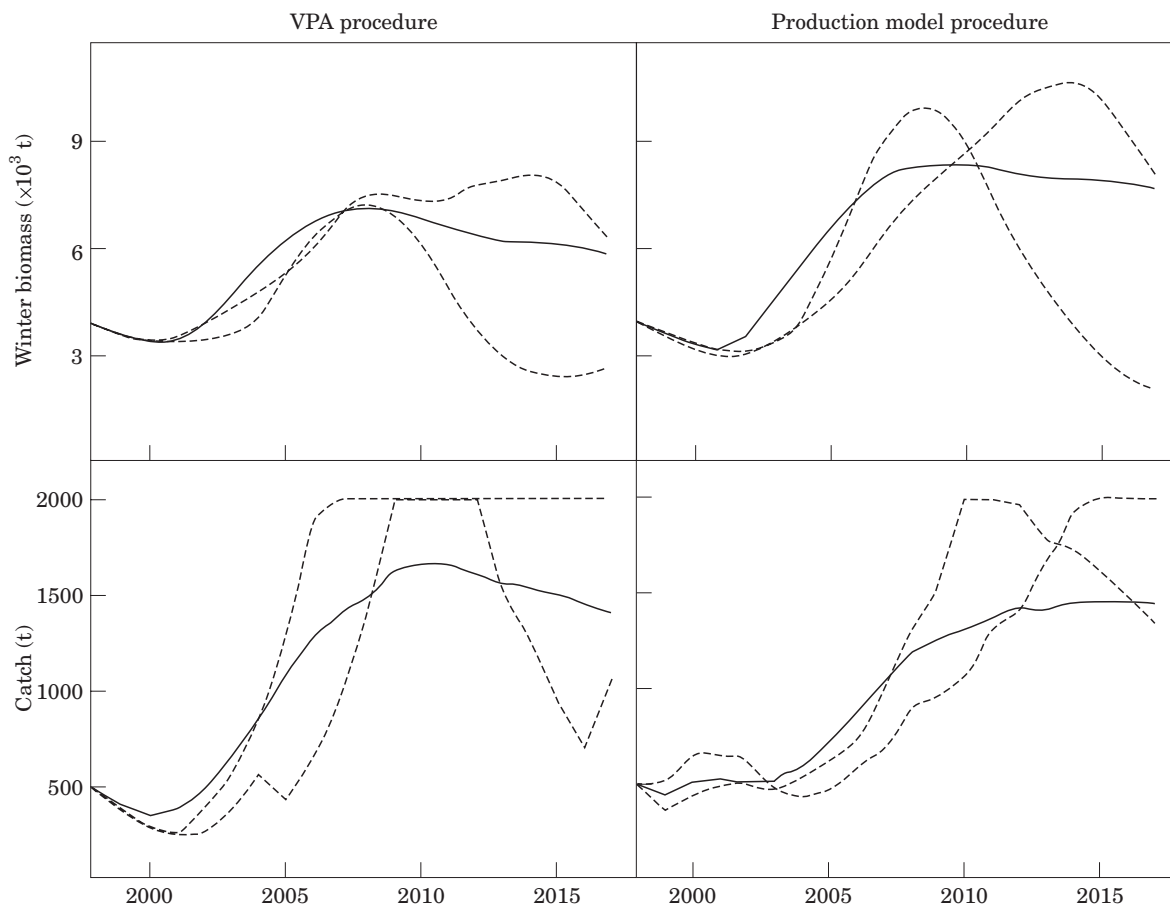 VPA procedure
Production model procedure
Winter biomass (×10³ t)
9
6
3
Catch (t)
2000
1500
1000
500
2000 2005 2010 2015 2000 2005 2010 2015